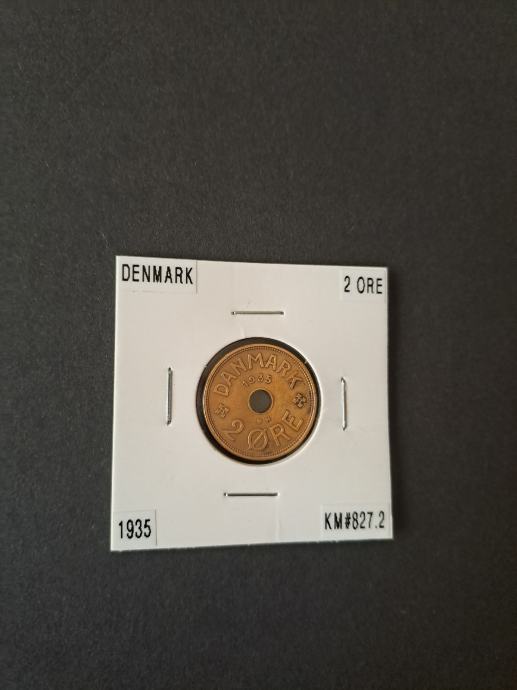 DENMARK
2 ORE
DANMARK
1935
2 ØRE
1935
KM#827.2